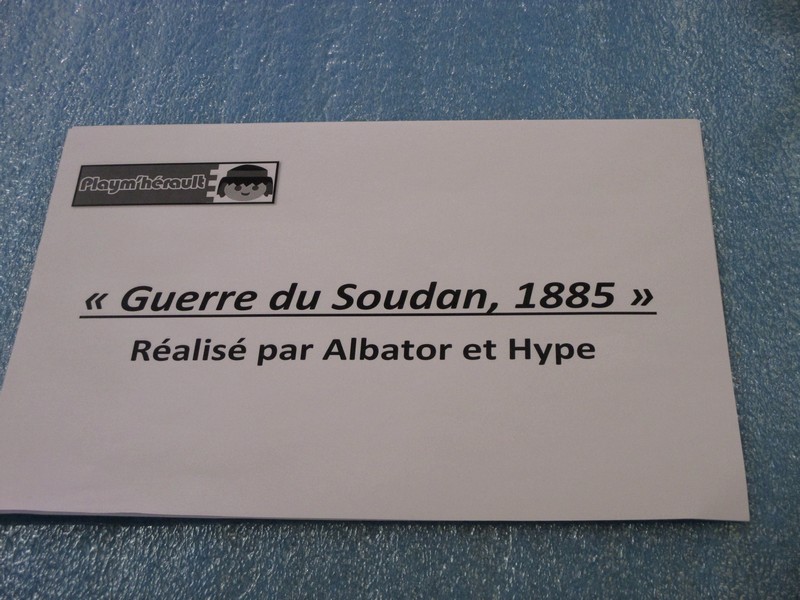 Playm'hérault
« Guerre du Soudan, 1885 »
Réalisé par Albator et Hype